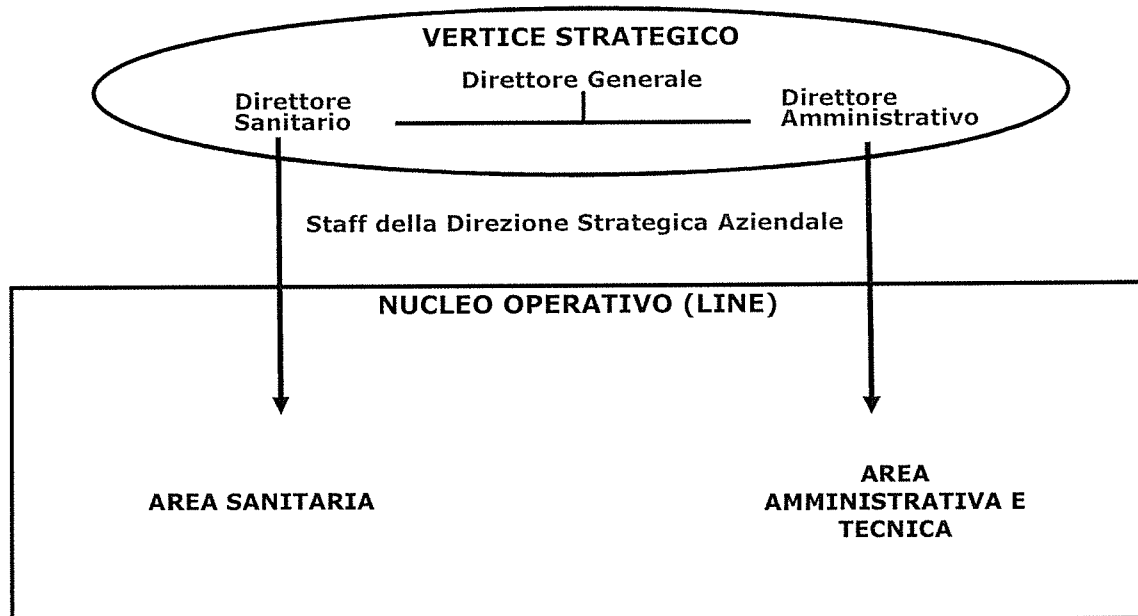 VERTICE STRATEGICO
Direttore Generale
Direttore
Sanitario
Direttore
Amministrativo
Staff della Direzione Strategica Aziendale
NUCLEO OPERATIVO (LINE)
AREA SANITARIA
AREA
AMMINISTRATIVA E
TECNICA